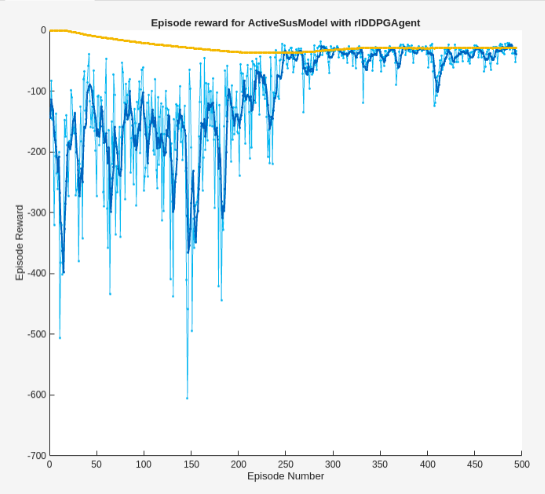 Episode reward for ActiveSusModel with rlDDPGAgent
0
-100
-200
-300
-400
-500
-600
-700
Episode Reward
0 50 100 150 200 250 300 350 400 450 500
Episode Number